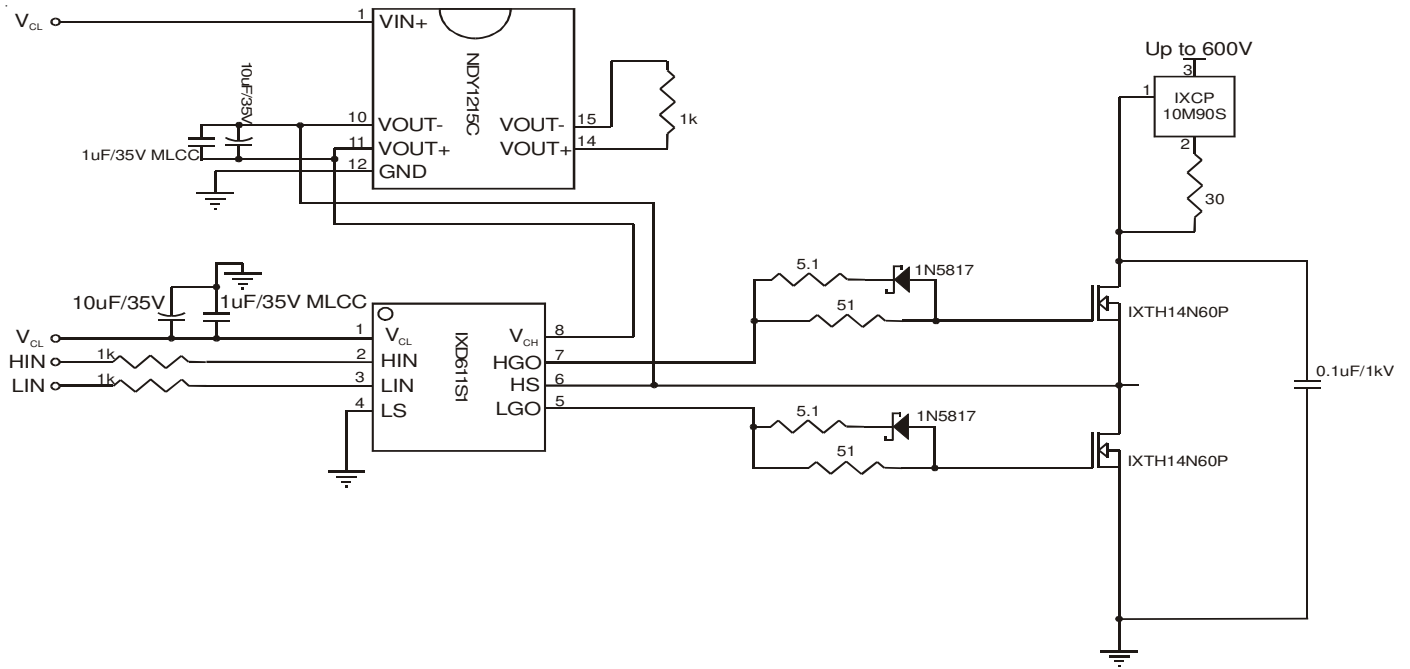 V_CL
1 VIN+
NDY1215C
10uF/35V
1uF/35V MLCC
10 VOUT-
11 VOUT+
12 GND
VOUT- 15
VOUT+ 14
1k
Up to 600V
3
1
IXCP
10M90S
2
30
10uF/35V
1uF/35V MLCC
V_CL
HIN
LIN
1k
1k
1 V_CL
2 HIN
3 LIN
4 LS
IXD611S1
V_CH 8
HGO 7
HS 6
LGO 5
5.1
1N5817
51
IXTH14N60P
5.1
1N5817
51
IXTH14N60P
0.1uF/1kV